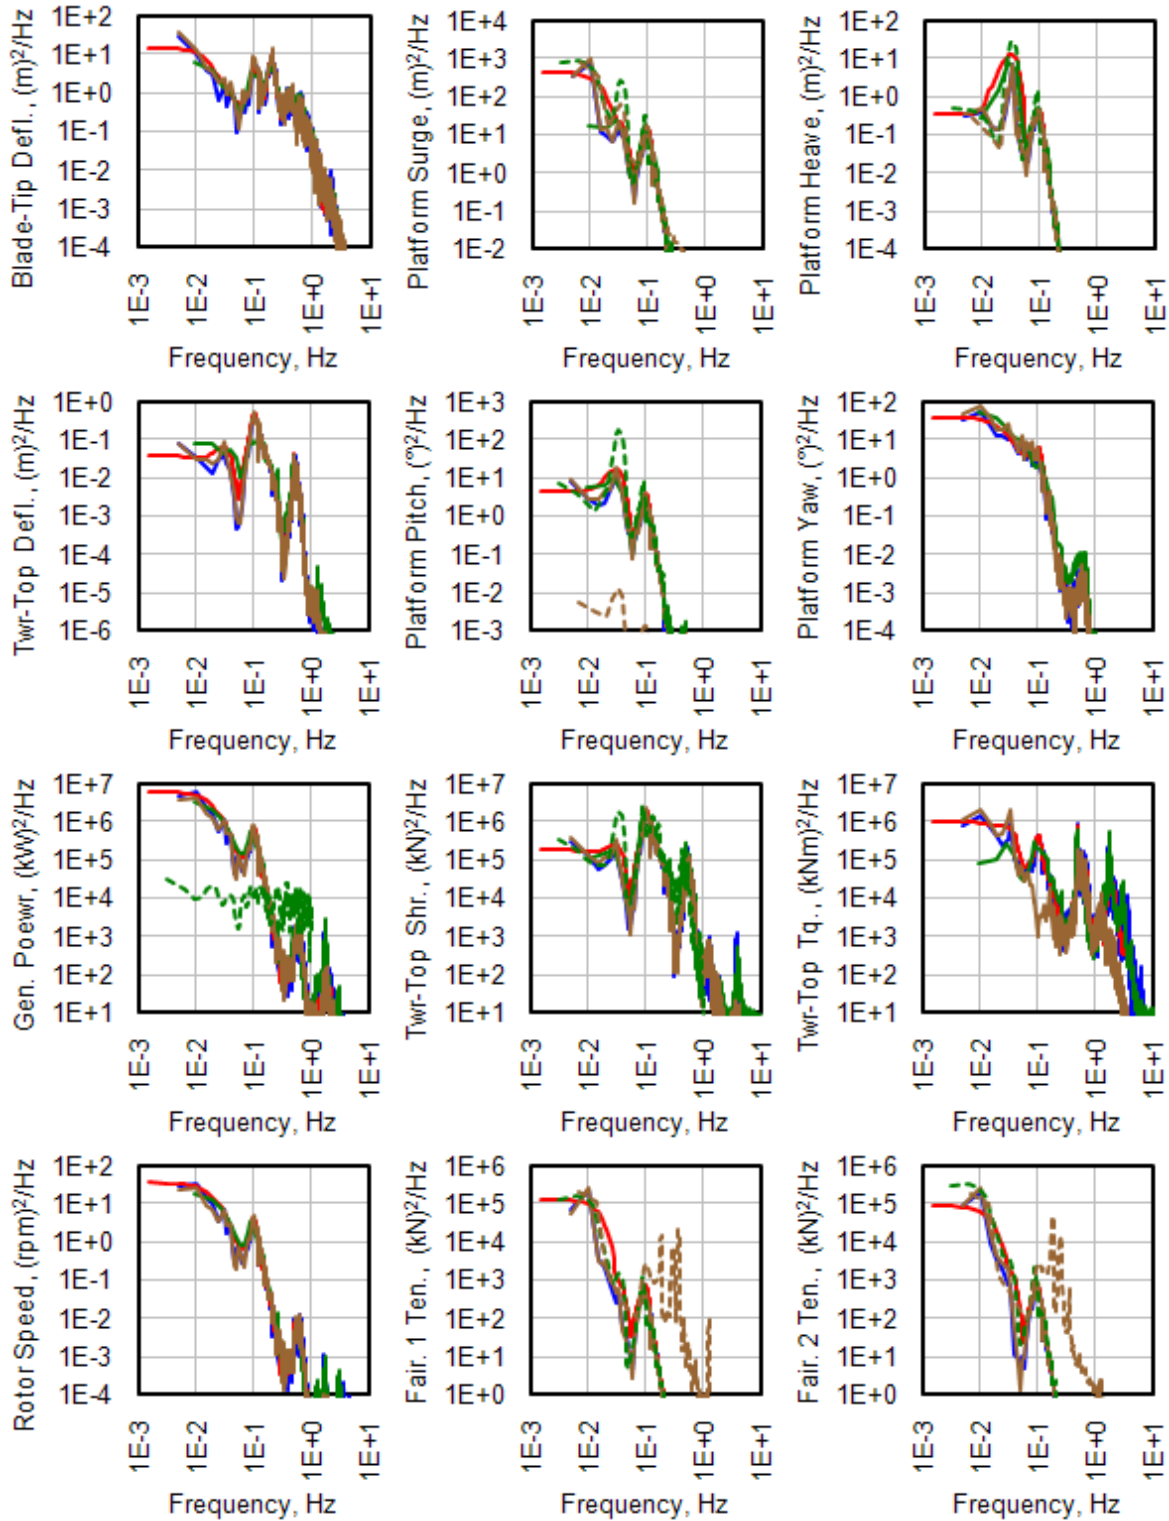 Blade-Tip Defl., (m)²/Hz
1E+2
1E+1
1E+0
1E-1
1E-2
1E-3
1E-4
1E-3
1E-2
1E-1
1E+0
1E+1
Frequency, Hz
Platform Surge, (m)²/Hz
1E+4
1E+3
1E+2
1E+1
1E+0
1E-1
1E-2
1E-3
1E-2
1E-1
1E+0
1E+1
Frequency, Hz
Platform Heave, (m)²/Hz
1E+2
1E+1
1E+0
1E-1
1E-2
1E-3
1E-4
1E-3
1E-2
1E-1
1E+0
1E+1
Frequency, Hz
Twr-Top Defl., (m)²/Hz
1E+0
1E-1
1E-2
1E-3
1E-4
1E-5
1E-6
1E-3
1E-2
1E-1
1E+0
1E+1
Frequency, Hz
Platform Pitch, (°)²/Hz
1E+3
1E+2
1E+1
1E+0
1E-1
1E-2
1E-3
1E-3
1E-2
1E-1
1E+0
1E+1
Frequency, Hz
Platform Yaw, (°)²/Hz
1E+2
1E+1
1E+0
1E-1
1E-2
1E-3
1E-4
1E-3
1E-2
1E-1
1E+0
1E+1
Frequency, Hz
Gen. Poewr, (kW)²/Hz
1E+7
1E+6
1E+5
1E+4
1E+3
1E+2
1E+1
1E-3
1E-2
1E-1
1E+0
1E+1
Frequency, Hz
Twr-Top Shr., (kN)²/Hz
1E+7
1E+6
1E+5
1E+4
1E+3
1E+2
1E+1
1E-3
1E-2
1E-1
1E+0
1E+1
Frequency, Hz
Twr-Top Tq., (kNm)²/Hz
1E+7
1E+6
1E+5
1E+4
1E+3
1E+2
1E+1
1E-3
1E-2
1E-1
1E+0
1E+1
Frequency, Hz
Rotor Speed, (rpm)²/Hz
1E+2
1E+1
1E+0
1E-1
1E-2
1E-3
1E-4
1E-3
1E-2
1E-1
1E+0
1E+1
Frequency, Hz
Fair. 1 Ten., (kN)²/Hz
1E+6
1E+5
1E+4
1E+3
1E+2
1E+1
1E+0
1E-3
1E-2
1E-1
1E+0
1E+1
Frequency, Hz
Fair. 2 Ten., (kN)²/Hz
1E+6
1E+5
1E+4
1E+3
1E+2
1E+1
1E+0
1E-3
1E-2
1E-1
1E+0
1E+1
Frequency, Hz